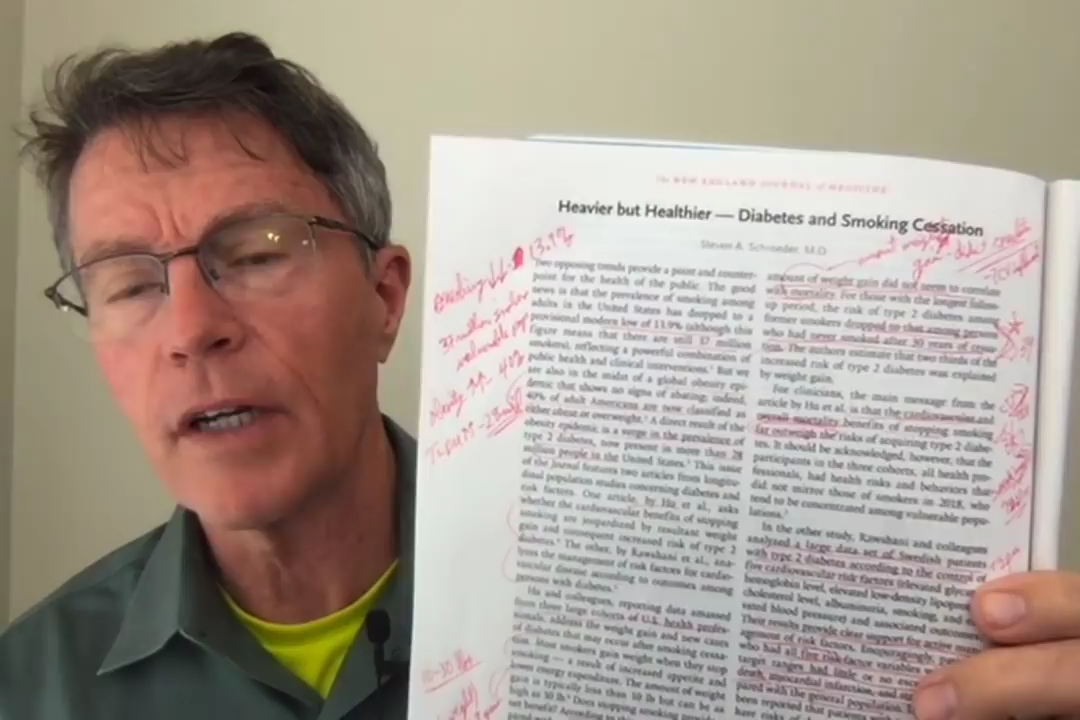 The NEW ENGLAND JOURNAL of MEDICINE
Heavier but Healthier — Diabetes and Smoking Cessation
Steven A. Schroeder, M.D.
13.9%
Two opposing trends provide a point and counter-
point for the health of the public. The good
news is that the prevalence of smoking among
adults in the United States has dropped to a
provisional modern low of 13.9% (although this
figure means that there are still 37 million
smokers), reflecting a powerful combination of
public health and clinical interventions.¹ But we
are also in the midst of a global obesity epi-
demic that shows no signs of abating; indeed,
40% of adult Americans are now classified as
either obese or overweight.² A direct result of the
obesity epidemic is a surge in the prevalence of
type 2 diabetes, now present in more than 28
million people in the United States.³ This issue
of the Journal features two articles from longitu-
dinal population studies concerning diabetes and
risk factors. One article, by Hu et al., asks
whether the cardiovascular benefits of stopping
smoking are jeopardized by resultant weight
gain and consequent increased risk of type 2
diabetes.⁴ The other, by Rawshani et al., ana-
lyzes the management of risk factors for cardio-
vascular disease according to outcomes among
persons with diabetes.⁵
Hu and colleagues, reporting data amassed
from three large cohorts of U.S. health profes-
sionals, address the weight gain and new cases
of diabetes that may occur after smoking cessa-
tion. Most smokers gain weight when they stop
smoking — a result of increased appetite and
lower energy expenditure. The amount of weight
gain is typically less than 10 lb but can be as
high as 30 lb.⁶ Does stopping smoking provide
net benefit? According to
amount of weight gain did not seem to correlate
with mortality. For those with the longest follow-
up period, the risk of type 2 diabetes among
former smokers dropped to that among persons
who had never smoked after 30 years of cessa-
tion. The authors estimate that two thirds of the
increased risk of type 2 diabetes was explained
by weight gain.
For clinicians, the main message from the
article by Hu et al. is that the cardiovascular and
overall mortality benefits of stopping smoking
far outweigh the risks of acquiring type 2 diabe-
tes. It should be acknowledged, however, that the
participants in the three cohorts, all health pro-
fessionals, had health risks and behaviors that
did not mirror those of smokers in 2018, who
tend to be concentrated among vulnerable popu-
lations.⁷
In the other study, Rawshani and colleagues
analyzed a large data set of Swedish patients
with type 2 diabetes according to the control of
five cardiovascular risk factors (elevated glycated
hemoglobin level, elevated low-density lipoprotein
cholesterol level, albuminuria, smoking, and
vated blood pressure) and associated outcomes
Their results provide clear support for active man
agement of risk factors. Encouragingly,
who had all five risk-factor variables
target ranges had little or no
death, myocardial infarction, and
pared with the general population.
been reported that patients
have risks of